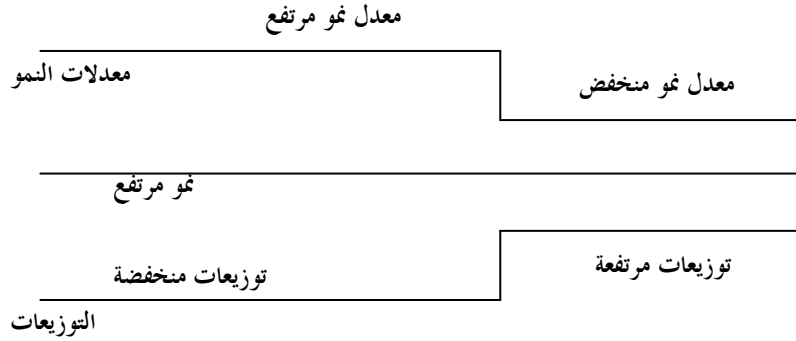 معدل نمو مرتفع
معدلات النمو
معدل نمو منخفض
نمو مرتفع
توزيعات مرتفعة
توزيعات منخفضة
التوزيعات